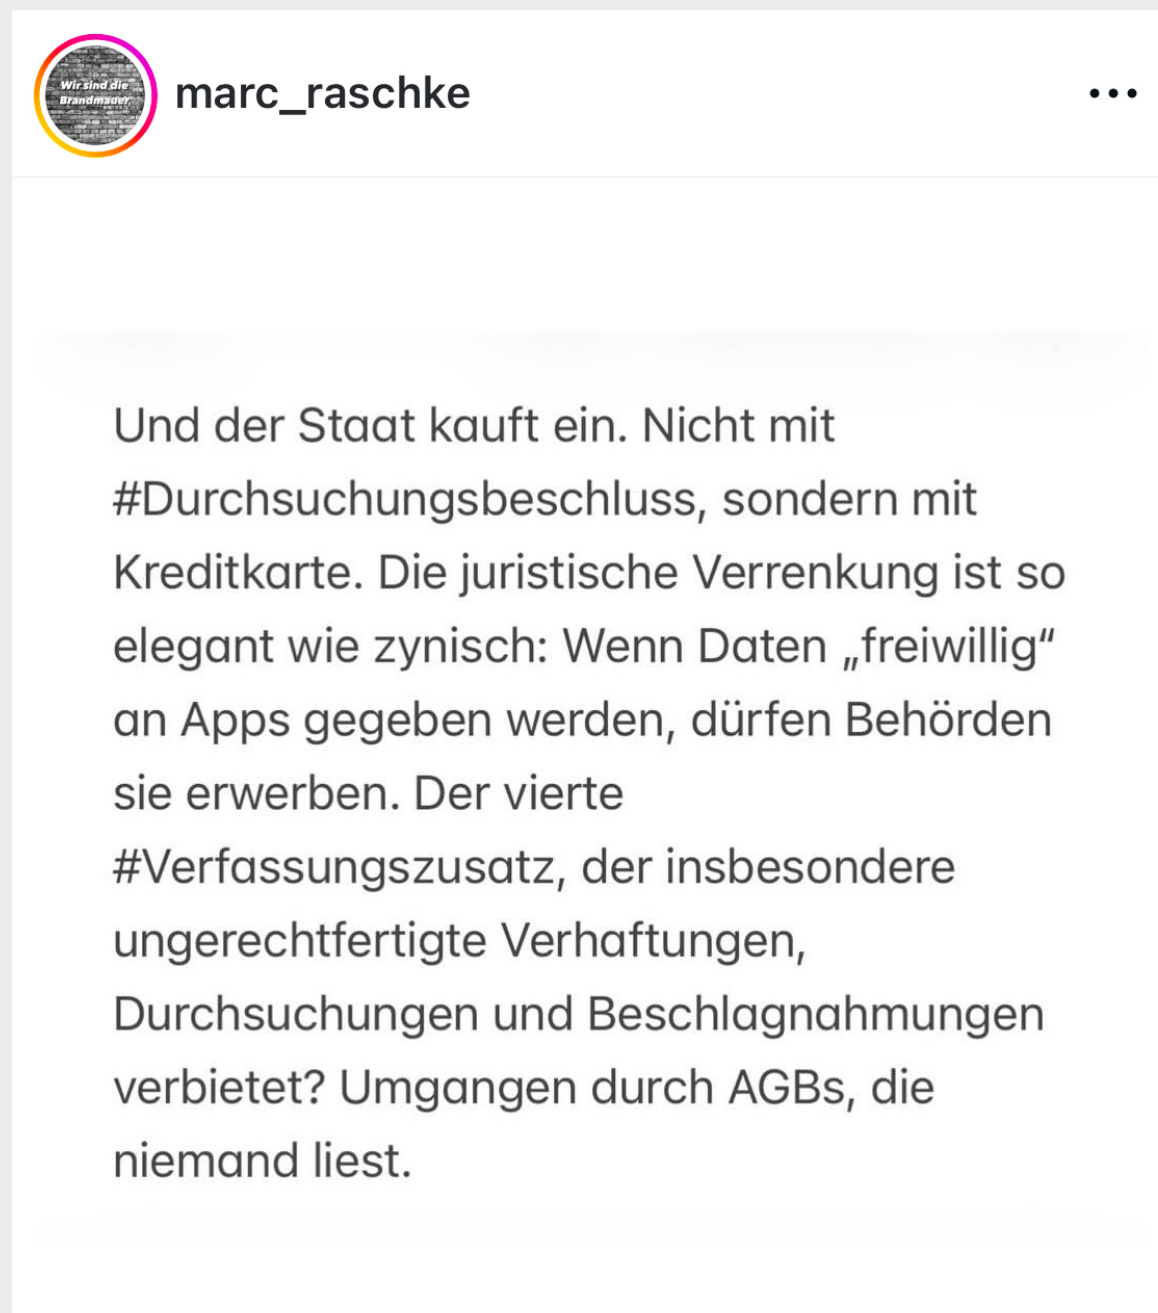 Wir sind die
Brandmauer
marc_raschke
Und der Staat kauft ein. Nicht mit
#Durchsuchungsbeschluss, sondern mit
Kreditkarte. Die juristische Verrenkung ist so
elegant wie zynisch: Wenn Daten „freiwillig“
an Apps gegeben werden, dürfen Behörden
sie erwerben. Der vierte
#Verfassungszusatz, der insbesondere
ungerechtfertigte Verhaftungen,
Durchsuchungen und Beschlagnahmungen
verbietet? Umgangen durch AGBs, die
niemand liest.